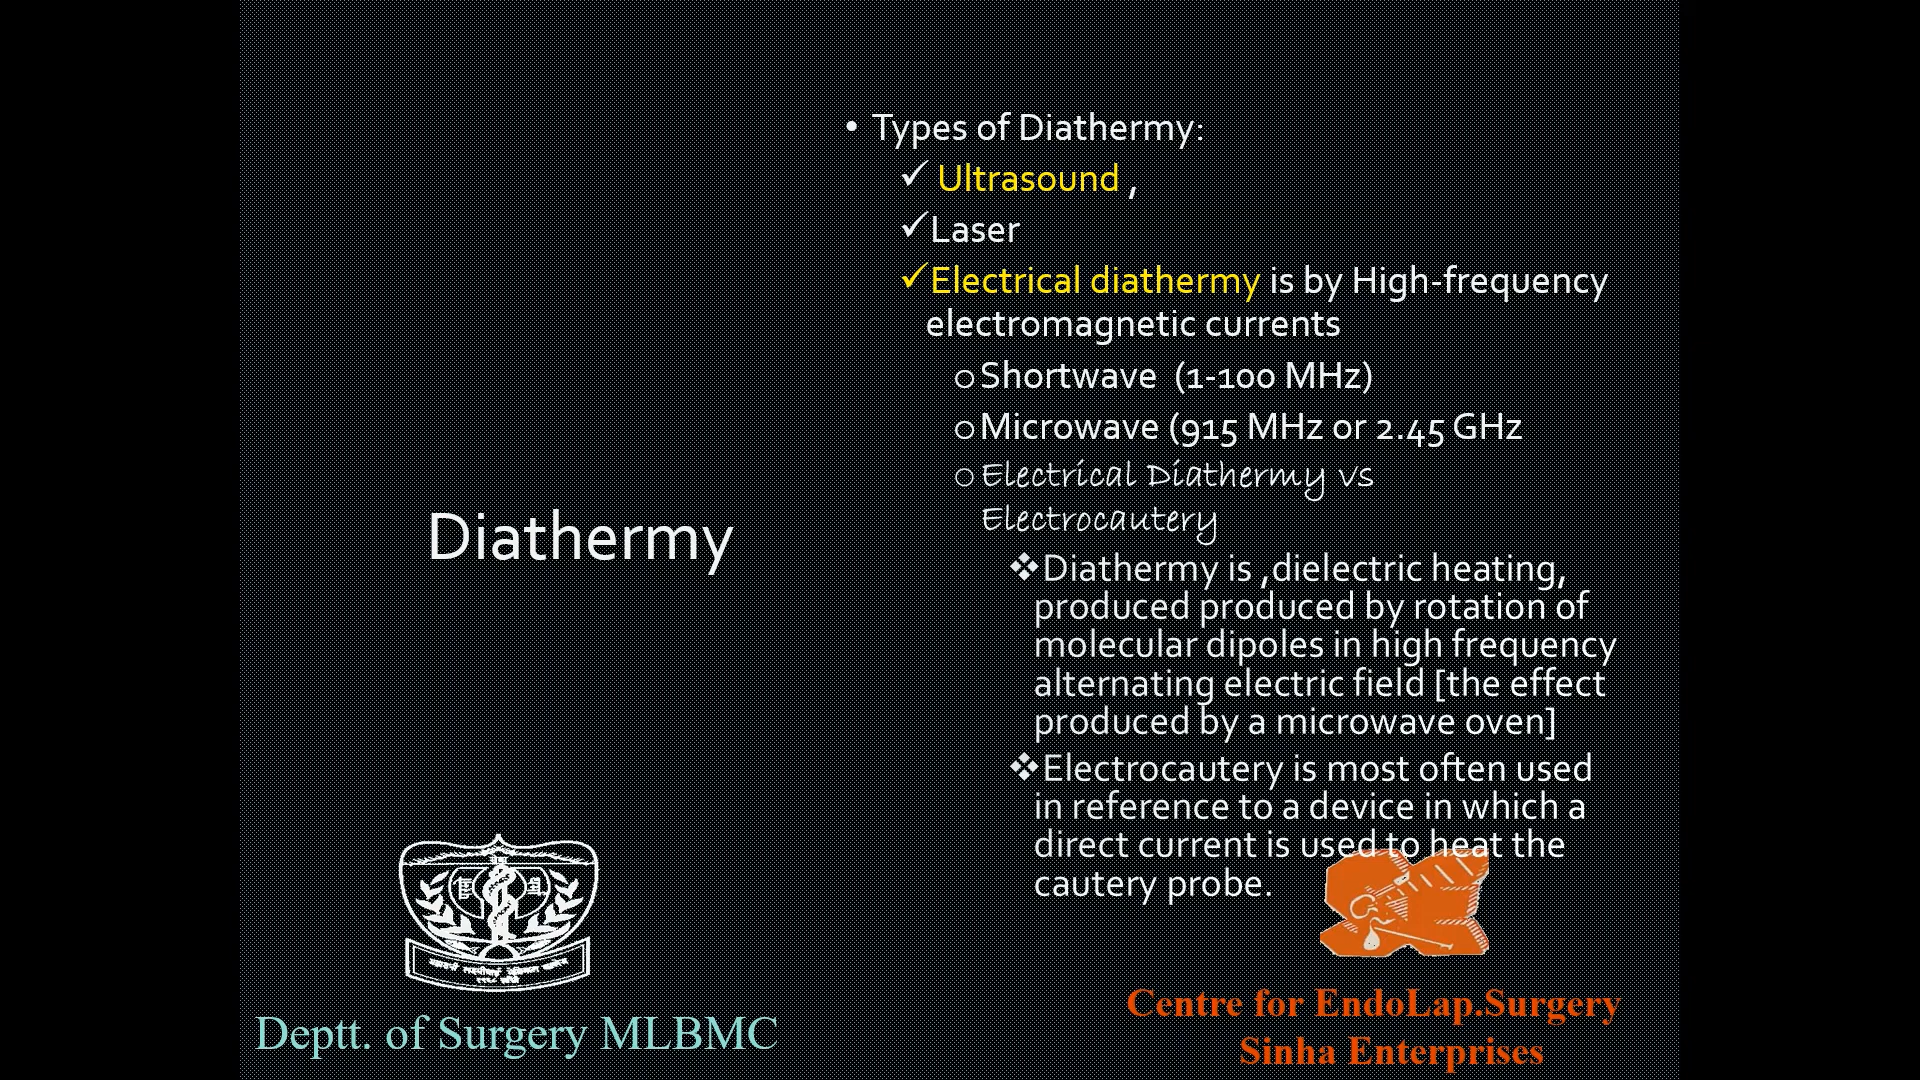 • Types of Diathermy:
✓ Ultrasound ,
✓Laser
✓Electrical diathermy is by High-frequency
electromagnetic currents
oShortwave (1-100 MHz)
oMicrowave (915 MHz or 2.45 GHz
oElectrical Diathermy vs
Electrocautery
Diathermy
❖Diathermy is ,dielectric heating,
produced produced by rotation of
molecular dipoles in high frequency
alternating electric field [the effect
produced by a microwave oven]
❖Electrocautery is most often used
in reference to a device in which a
direct current is used to heat the
cautery probe.
Deptt. of Surgery MLBMC
Centre for EndoLap.Surgery
Sinha Enterprises